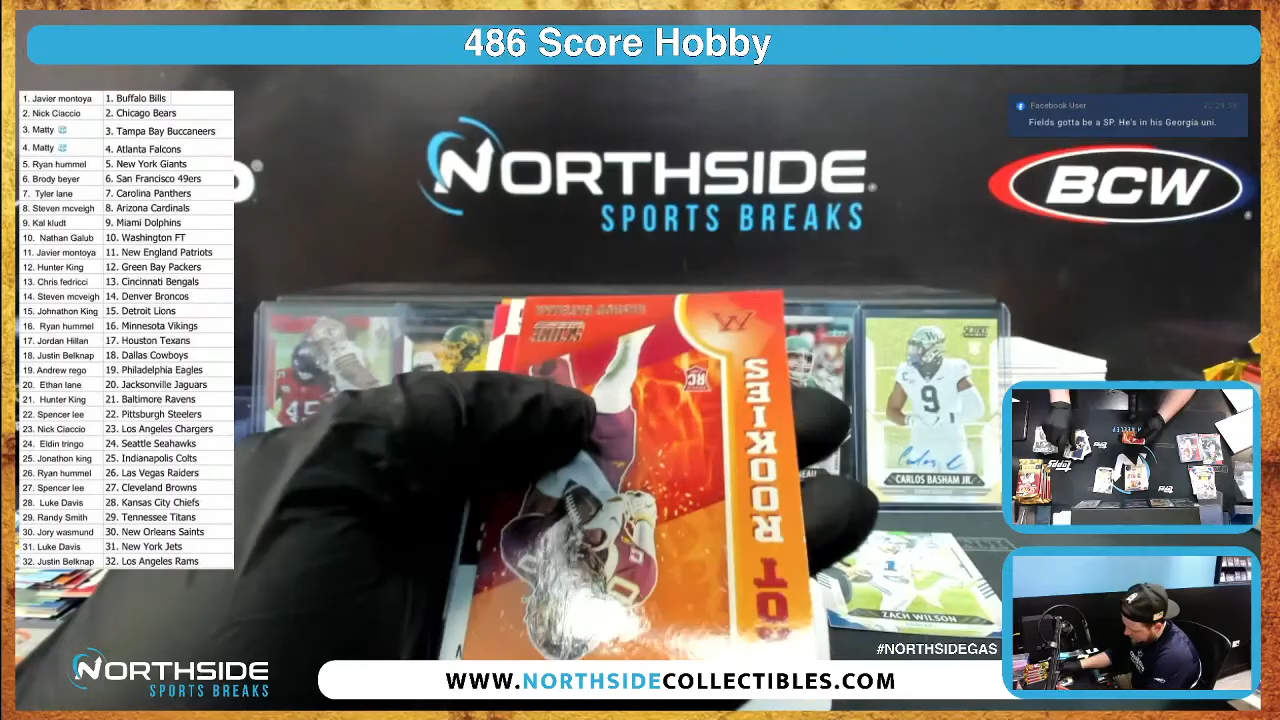 486 Score Hobby
1. Javier montoya 1. Buffalo Bills
2. Nick Ciaccio 2. Chicago Bears
3. Matty 3. Tampa Bay Buccaneers
4. Matty 4. Atlanta Falcons
5. Ryan hummel 5. New York Giants
6. Brody beyer 6. San Francisco 49ers
7. Tyler lane 7. Carolina Panthers
8. Steven mcveigh 8. Arizona Cardinals
9. Kal kludt 9. Miami Dolphins
10. Nathan Galub 10. Washington FT
11. Javier montoya 11. New England Patriots
12. Hunter King 12. Green Bay Packers
13. Chris fedricci 13. Cincinnati Bengals
14. Steven mcveigh 14. Denver Broncos
15. Johnathon King 15. Detroit Lions
16. Ryan hummel 16. Minnesota Vikings
17. Jordan Hillan 17. Houston Texans
18. Justin Belknap 18. Dallas Cowboys
19. Andrew rego 19. Philadelphia Eagles
20. Ethan lane 20. Jacksonville Jaguars
21. Hunter King 21. Baltimore Ravens
22. Spencer lee 22. Pittsburgh Steelers
23. Nick Ciaccio 23. Los Angeles Chargers
24. Eldin tringo 24. Seattle Seahawks
25. Jonathon king 25. Indianapolis Colts
26. Ryan hummel 26. Las Vegas Raiders
27. Spencer lee 27. Cleveland Browns
28. Luke Davis 28. Kansas City Chiefs
29. Randy Smith 29. Tennessee Titans
30. Jory wasmund 30. New Orleans Saints
31. Luke Davis 31. New York Jets
32. Justin Belknap 32. Los Angeles Rams
Facebook User
Fields gotta be a SP. He's in his Georgia uni.
NORTHSIDE
SPORTS BREAKS
BCW
SCORE
RC
HOT ROOKIES
SCORE
9
CARLOS BASHAM JR.
ZACH WILSON
#NORTHSIDEGAS
NORTHSIDE
SPORTS BREAKS
WWW.NORTHSIDECOLLECTIBLES.COM